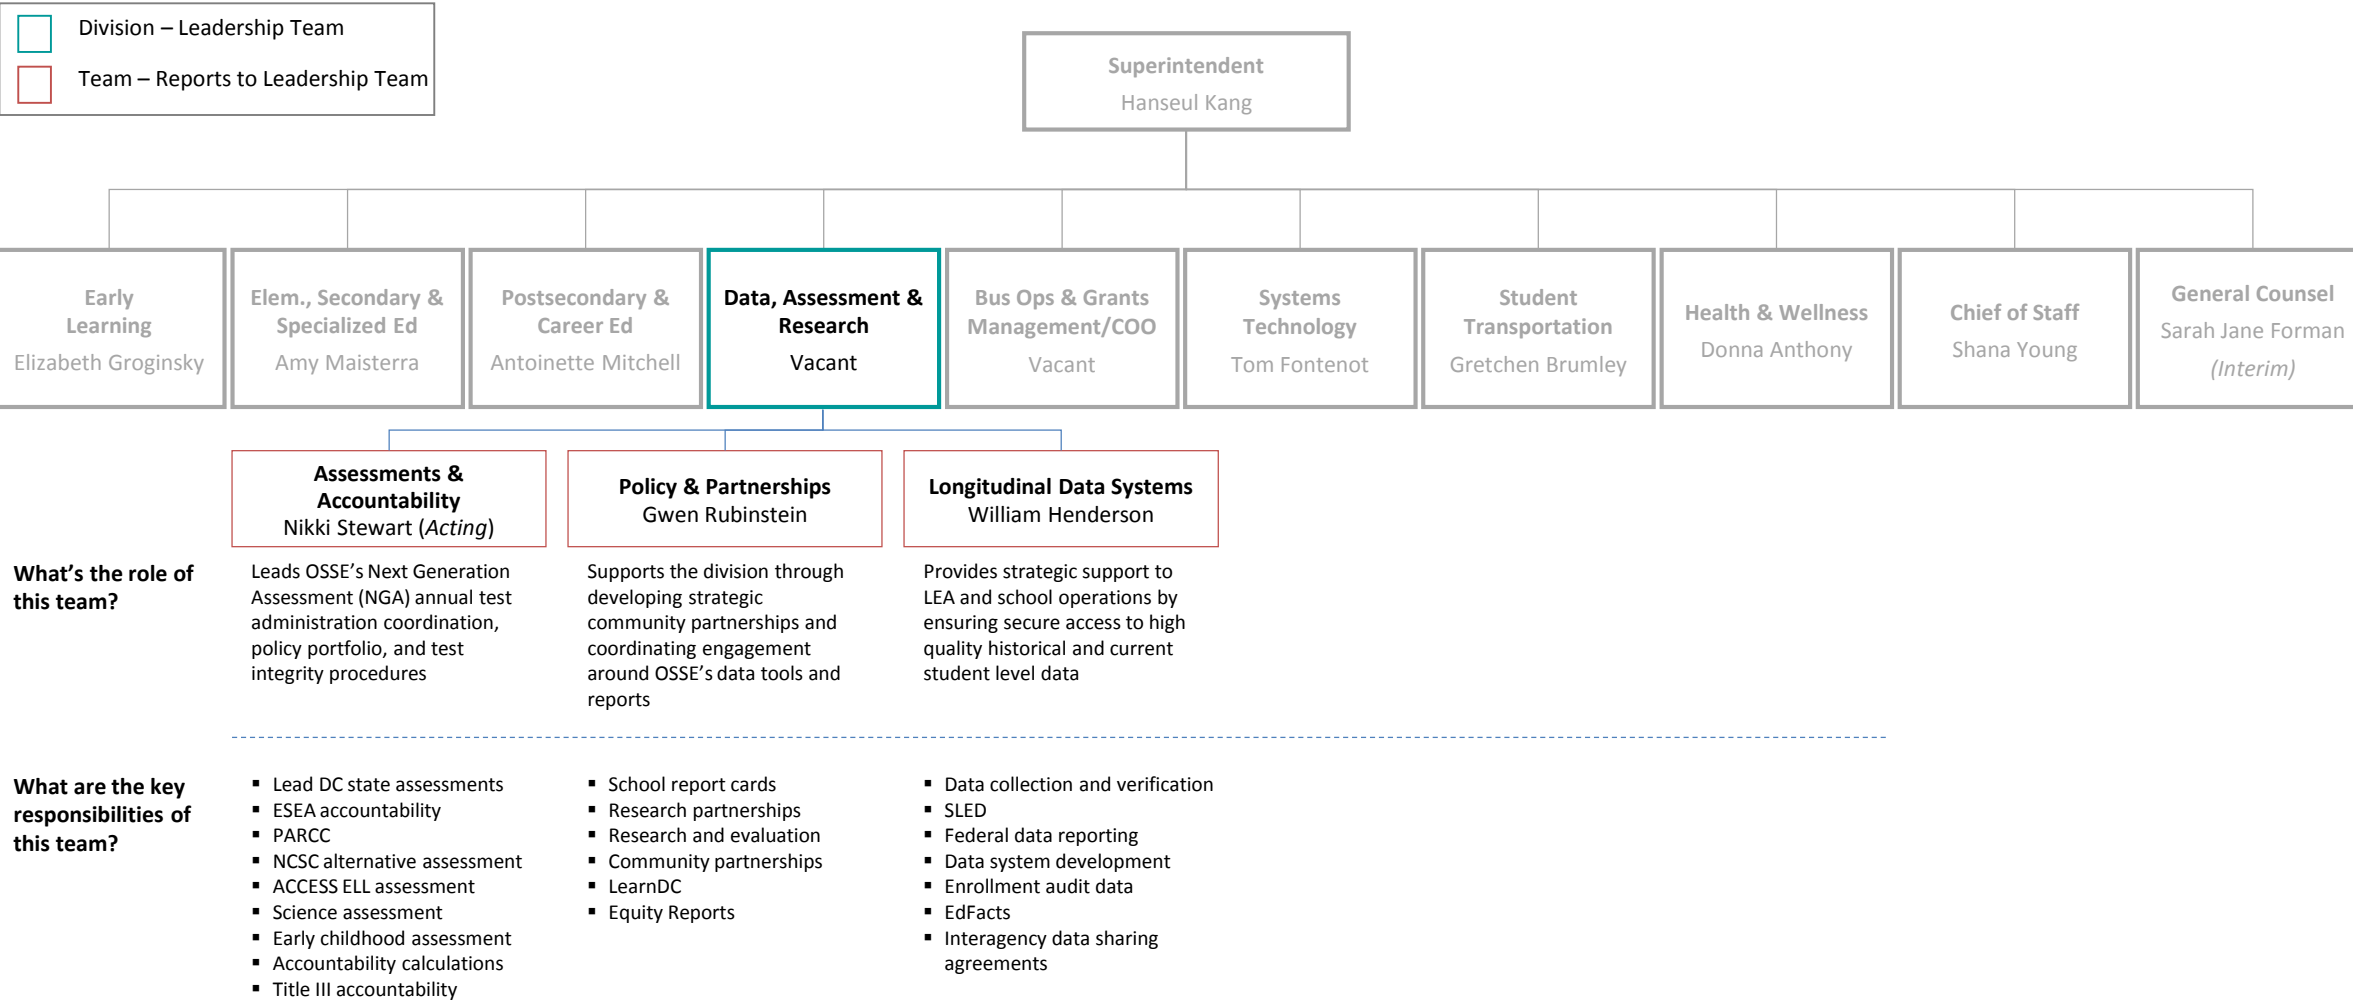 Division – Leadership Team
Team – Reports to Leadership Team
Superintendent
Hanseul Kang
Early
Learning
Elizabeth Groginsky
Elem., Secondary &
Specialized Ed
Amy Maisterra
Postsecondary &
Career Ed
Antoinette Mitchell
Data, Assessment &
Research
Vacant
Bus Ops & Grants
Management/COO
Vacant
Systems
Technology
Tom Fontenot
Student
Transportation
Gretchen Brumley
Health & Wellness
Donna Anthony
Chief of Staff
Shana Young
General Counsel
Sarah Jane Forman
(Interim)
Assessments &
Accountability
Nikki Stewart (Acting)
Policy & Partnerships
Gwen Rubinstein
Longitudinal Data Systems
William Henderson
What’s the role of
this team?
Leads OSSE’s Next Generation
Assessment (NGA) annual test
administration coordination,
policy portfolio, and test
integrity procedures
Supports the division through
developing strategic
community partnerships and
coordinating engagement
around OSSE’s data tools and
reports
Provides strategic support to
LEA and school operations by
ensuring secure access to high
quality historical and current
student level data
What are the key
responsibilities of
this team?
▪ Lead DC state assessments
▪ ESEA accountability
▪ PARCC
▪ NCSC alternative assessment
▪ ACCESS ELL assessment
▪ Science assessment
▪ Early childhood assessment
▪ Accountability calculations
▪ Title III accountability
▪ School report cards
▪ Research partnerships
▪ Research and evaluation
▪ Community partnerships
▪ LearnDC
▪ Equity Reports
▪ Data collection and verification
▪ SLED
▪ Federal data reporting
▪ Data system development
▪ Enrollment audit data
▪ EdFacts
▪ Interagency data sharing
agreements